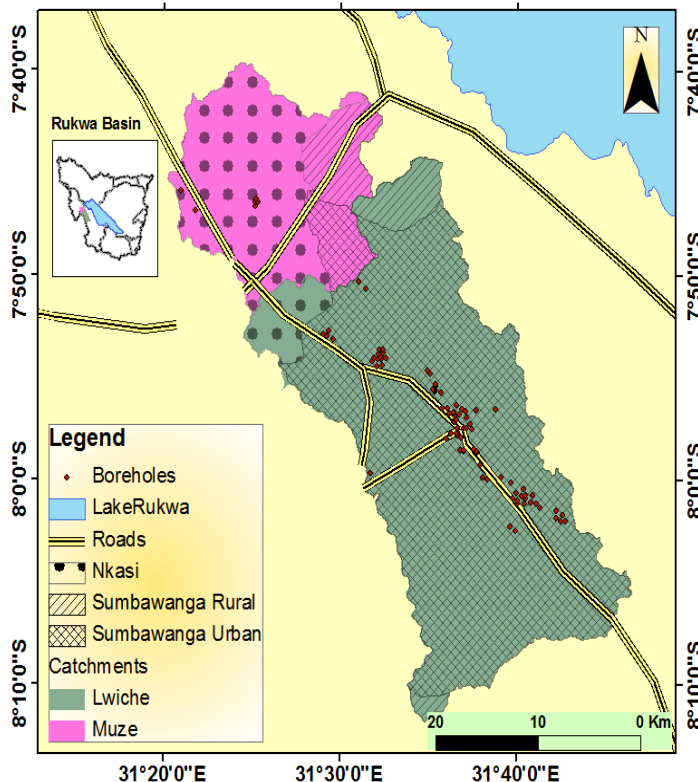 N
7°40'0"S
7°40'0"S
Rukwa Basin
7°50'0"S
7°50'0"S
Legend
Boreholes
LakeRukwa
Roads
Nkasi
Sumbawanga Rural
Sumbawanga Urban
Catchments
Lwiche
Muze
8°0'0"S
8°0'0"S
8°10'0"S
8°10'0"S
20 10 0 Km
31°20'0"E 31°30'0"E 31°40'0"E